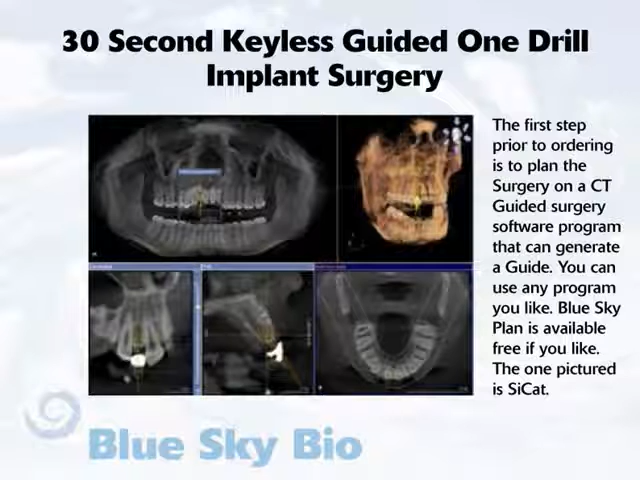 30 Second Keyless Guided One Drill
Implant Surgery
The first step
prior to ordering
is to plan the
Surgery on a CT
Guided surgery
software program
that can generate
a Guide. You can
use any program
you like. Blue Sky
Plan is available
free if you like.
The one pictured
is SiCat.
Blue Sky Bio